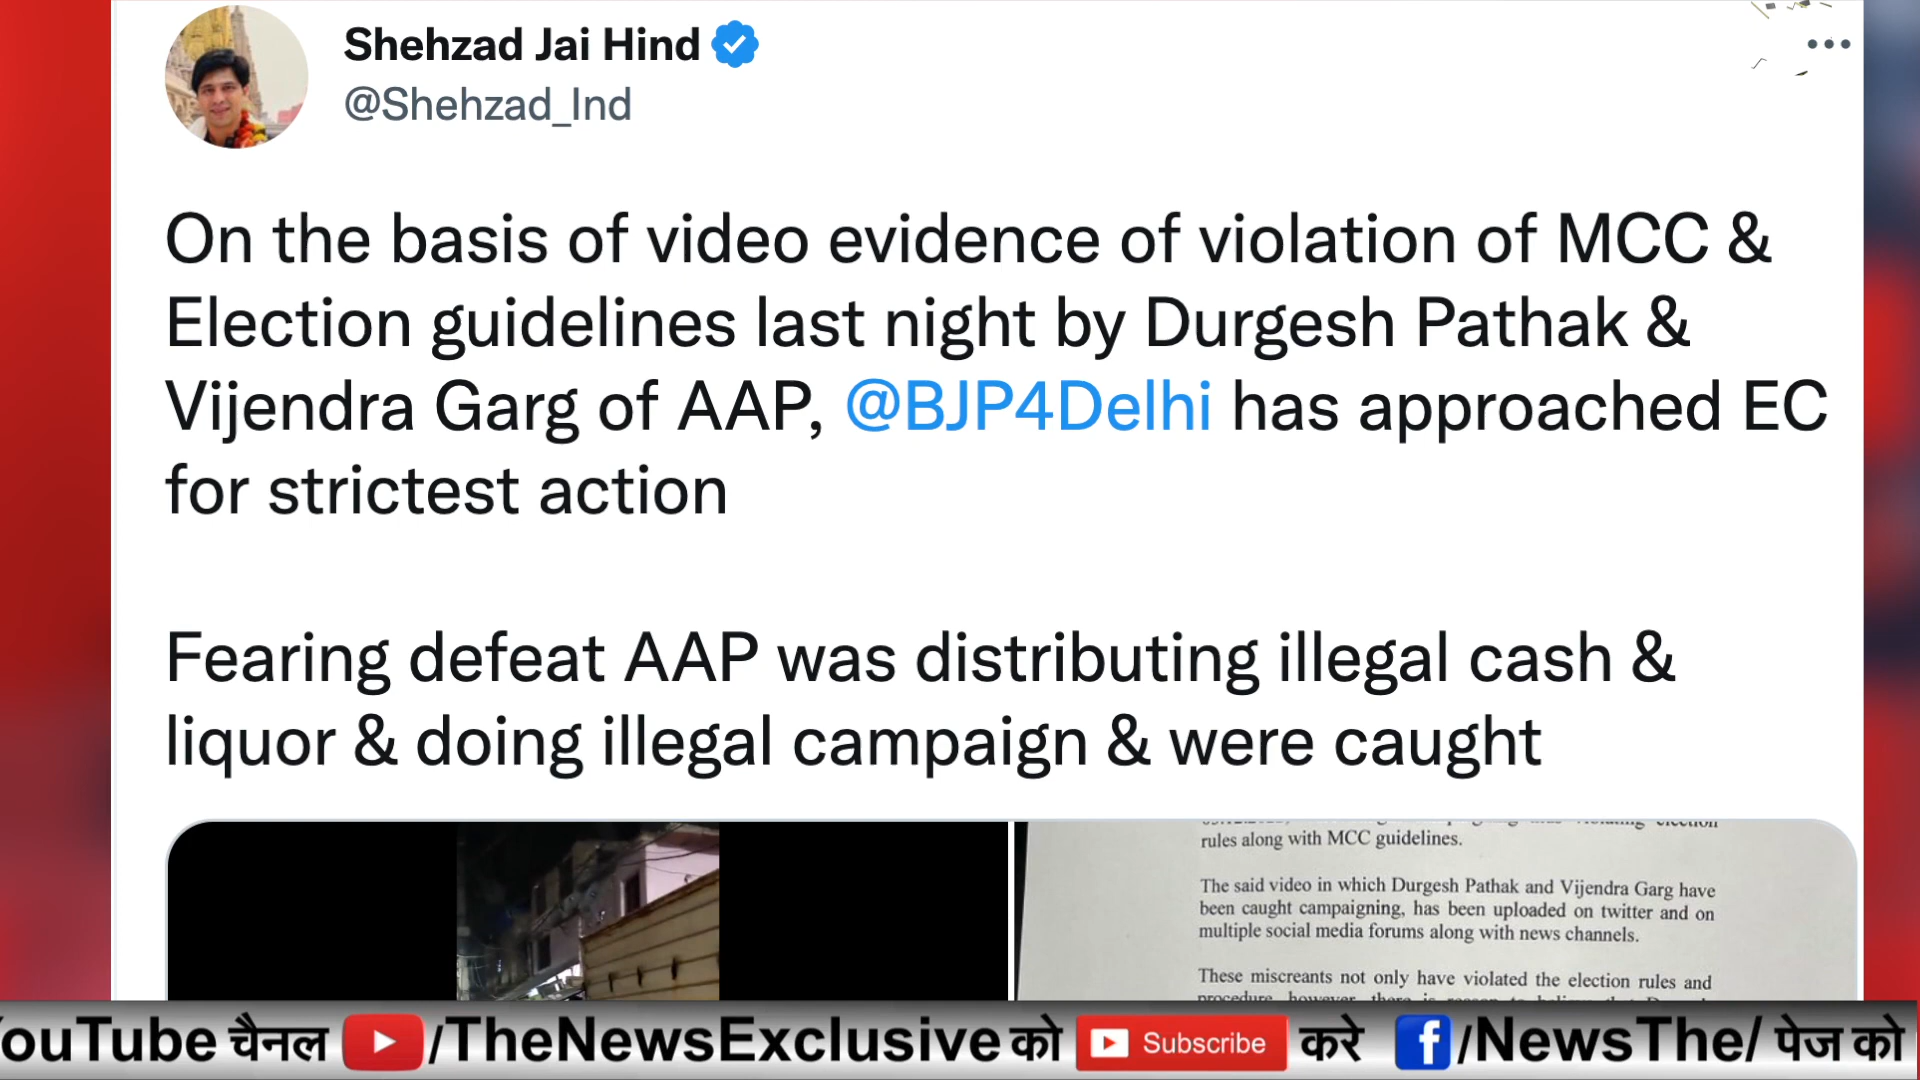 Shehzad Jai Hind
@Shehzad_Ind
On the basis of video evidence of violation of MCC &
Election guidelines last night by Durgesh Pathak &
Vijendra Garg of AAP, @BJP4Delhi has approached EC
for strictest action
Fearing defeat AAP was distributing illegal cash &
liquor & doing illegal campaign & were caught
rules along with MCC guidelines.
The said video in which Durgesh Pathak and Vijendra Garg have
been caught campaigning, has been uploaded on twitter and on
multiple social media forums along with news channels.
These miscreants not only have violated the election rules and
ouTube चैनल /TheNewsExclusive को Subscribe करे f/NewsThe/ पेज को